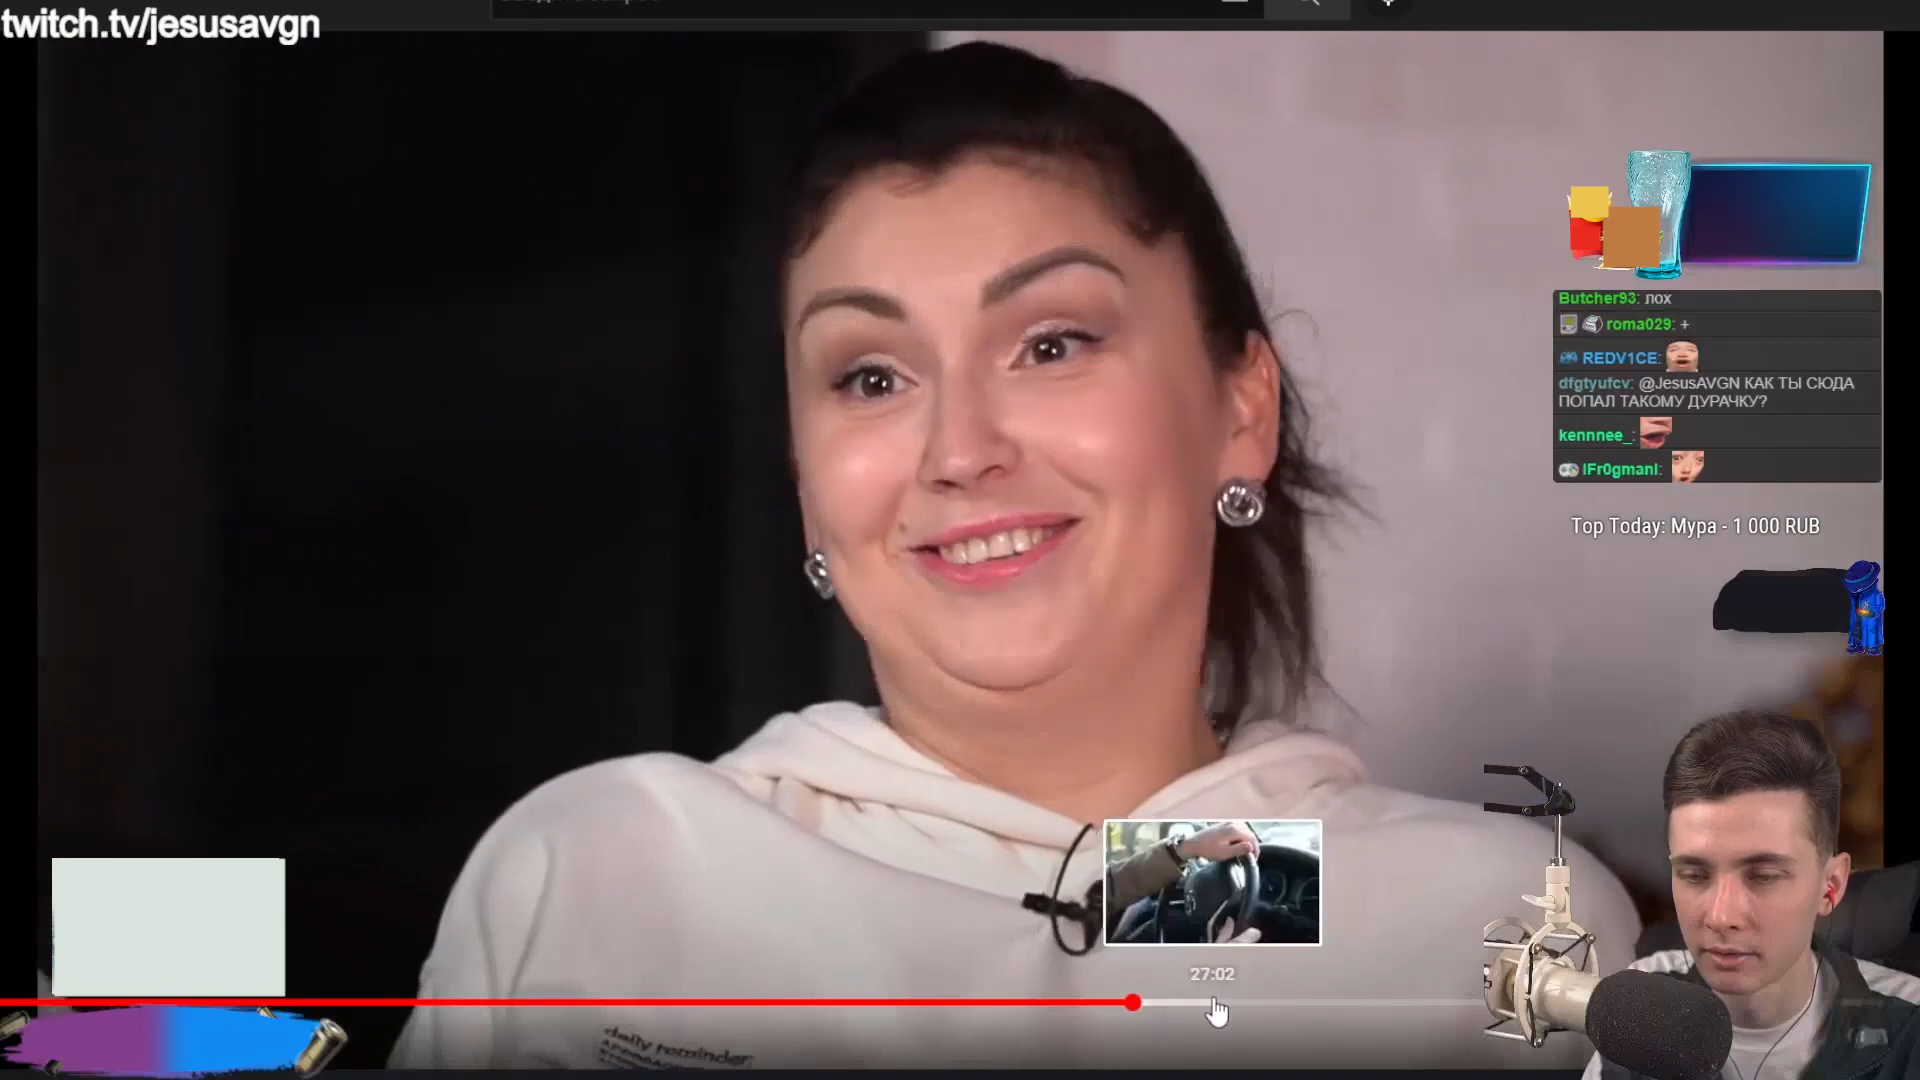 twitch.tv/jesusavgn
Butcher93: лох
roma029: +
REDV1CE:
dfgtyufcv: @JesusAVGN КАК ТЫ СЮДА
ПОПАЛ ТАКОМУ ДУРАЧКУ?
kennnee_:
lFr0gmanl:
Top Today: Мура - 1 000 RUB
27:02
daily reminder